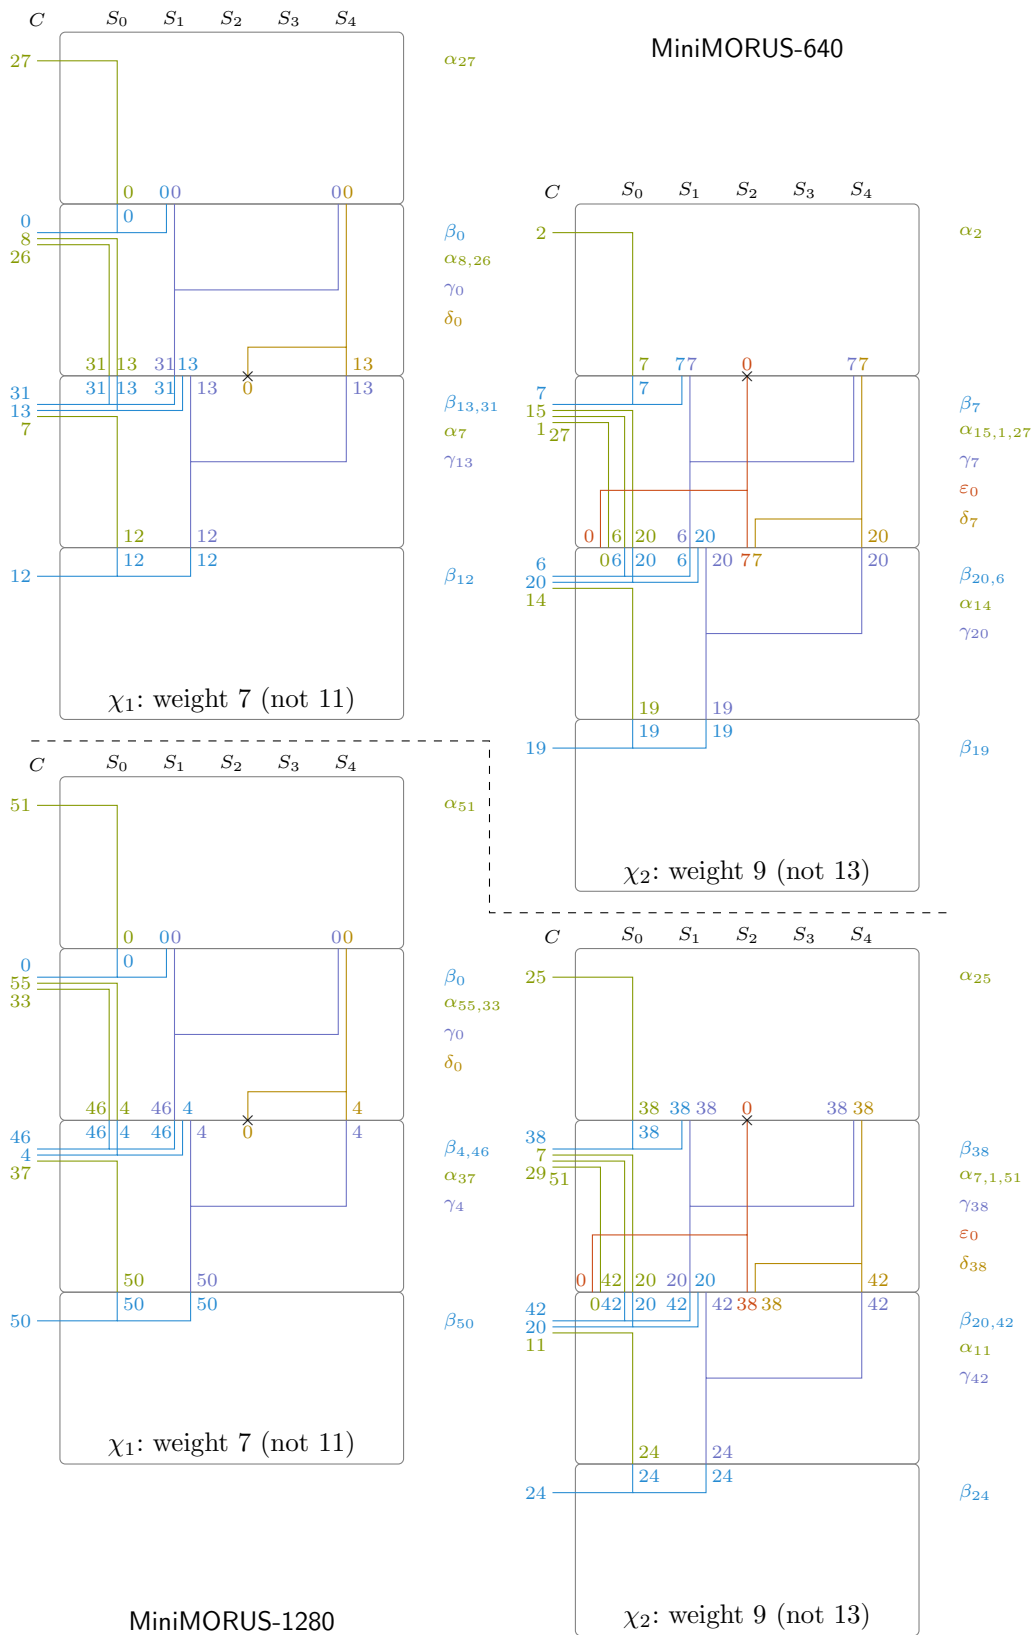 MiniMORUS-640
C S₀ S₁ S₂ S₃ S₄
27 α₂₇
0 00 00
0
0 β₀
8 α₈,₂₆
26
γ₀
δ₀
31 13 31 13 13
31 13 31 13 0 13
31 β₁₃,₃₁
13
7 α₇
γ₁₃
12 12
12 12
12 β₁₂
χ₁: weight 7 (not 11)
C S₀ S₁ S₂ S₃ S₄
2 α₂
7 77 0 77
7
7 β₇
15 α₁₅,₁,₂₇
1 27
γ₇
ε₀
δ₇
0 6 20 6 20 20
0 6 20 6 20 77 20
6 β₂₀,₆
20
14 α₁₄
γ₂₀
19 19
19 19
19 β₁₉
χ₂: weight 9 (not 13)
C S₀ S₁ S₂ S₃ S₄
51 α₅₁
0 00 00
0
0 β₀
55 α₅₅,₃₃
33
γ₀
δ₀
46 4 46 4 4
46 4 46 4 0 4
46 β₄,₄₆
4
37 α₃₇
γ₄
50 50
50 50
50 β₅₀
χ₁: weight 7 (not 11)
MiniMORUS-1280
C S₀ S₁ S₂ S₃ S₄
25 α₂₅
38 38 38 0 38 38
38
38 β₃₈
7 α₇,₁,₅₁
29 51
γ₃₈
ε₀
δ₃₈
0 42 20 20 20 42
0 42 20 42 42 38 38 42
42 β₂₀,₄₂
20
11 α₁₁
γ₄₂
24 24
24 24
24 β₂₄
χ₂: weight 9 (not 13)